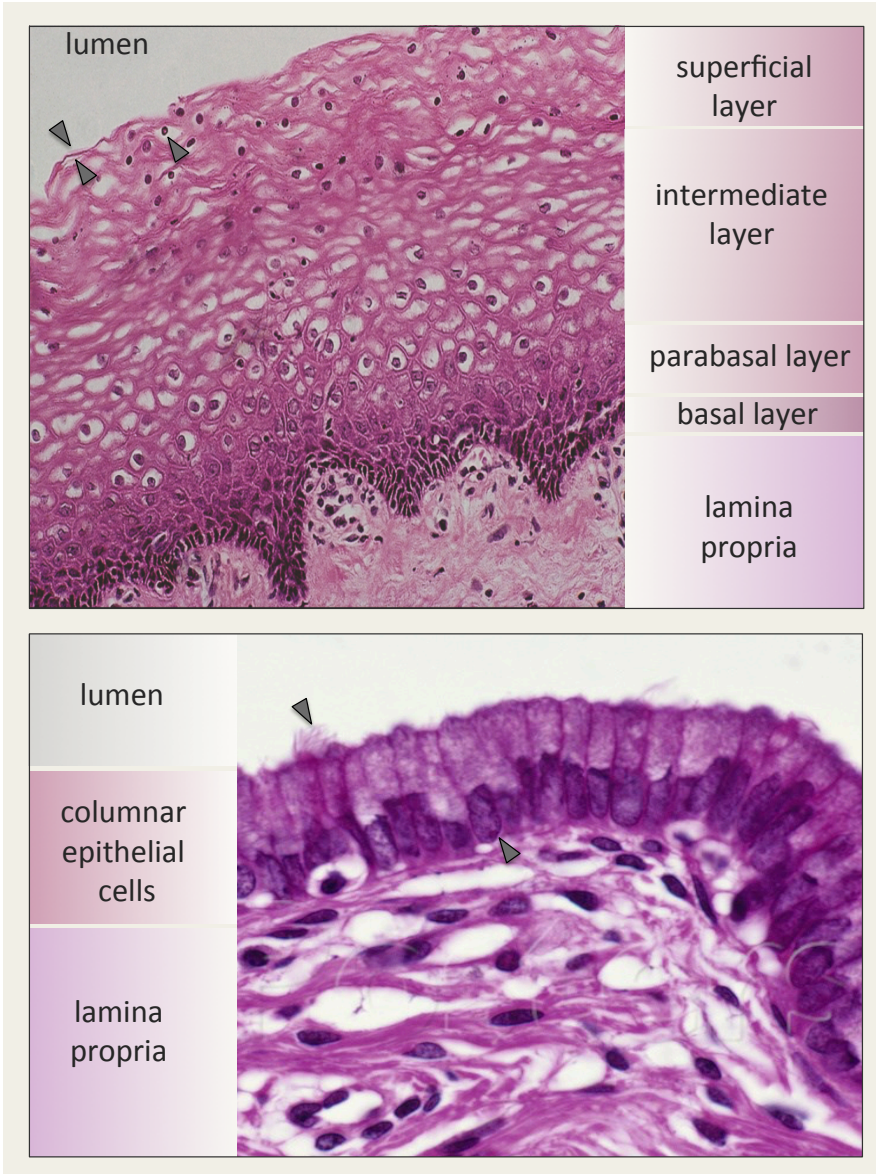 lumen
superficial
layer
intermediate
layer
parabasal layer
basal layer
lamina
propria
lumen
columnar
epithelial
cells
lamina
propria